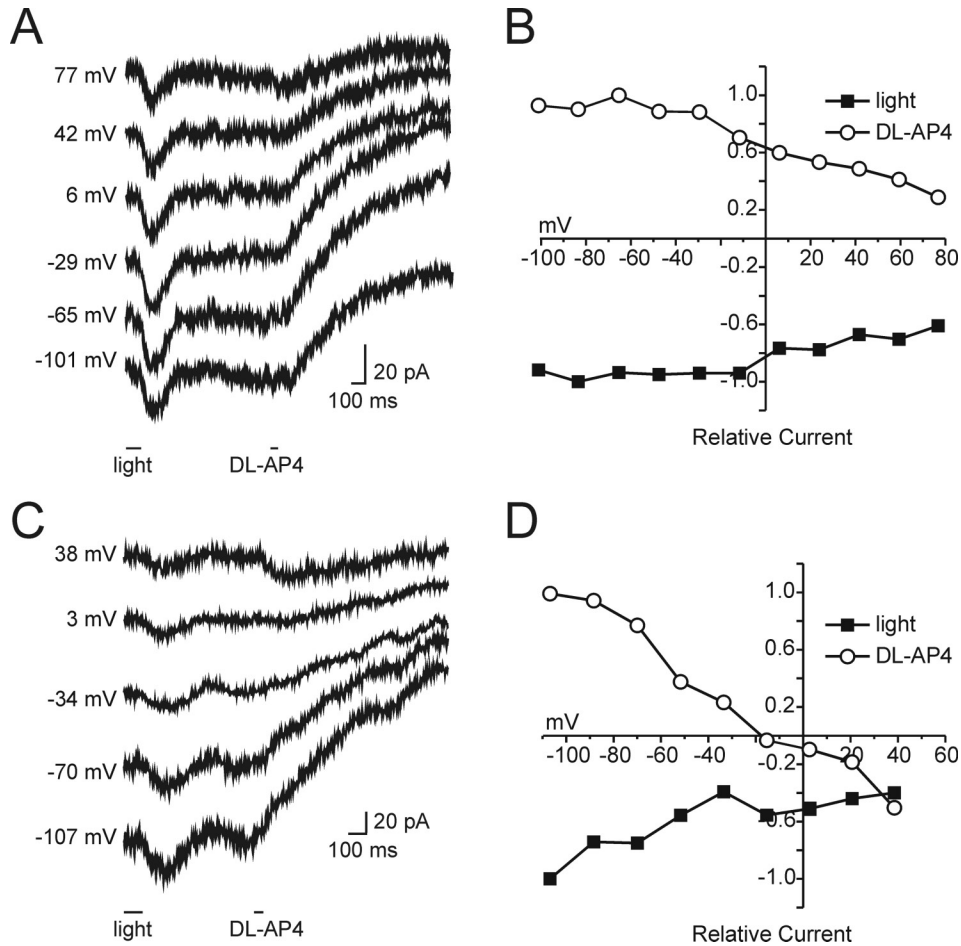 A
77 mV
42 mV
6 mV
-29 mV
-65 mV
-101 mV
20 pA
100 ms
light DL-AP4
B
1.0
0.6
0.2
-0.2
-0.6
-1.0
mV
-100 -80 -60 -40 20 40 60 80
light
DL-AP4
Relative Current
C
38 mV
3 mV
-34 mV
-70 mV
-107 mV
20 pA
100 ms
light DL-AP4
D
1.0
0.6
0.2
-0.2
-0.6
-1.0
mV
-100 -80 -60 -40 20 40 60
light
DL-AP4
Relative Current